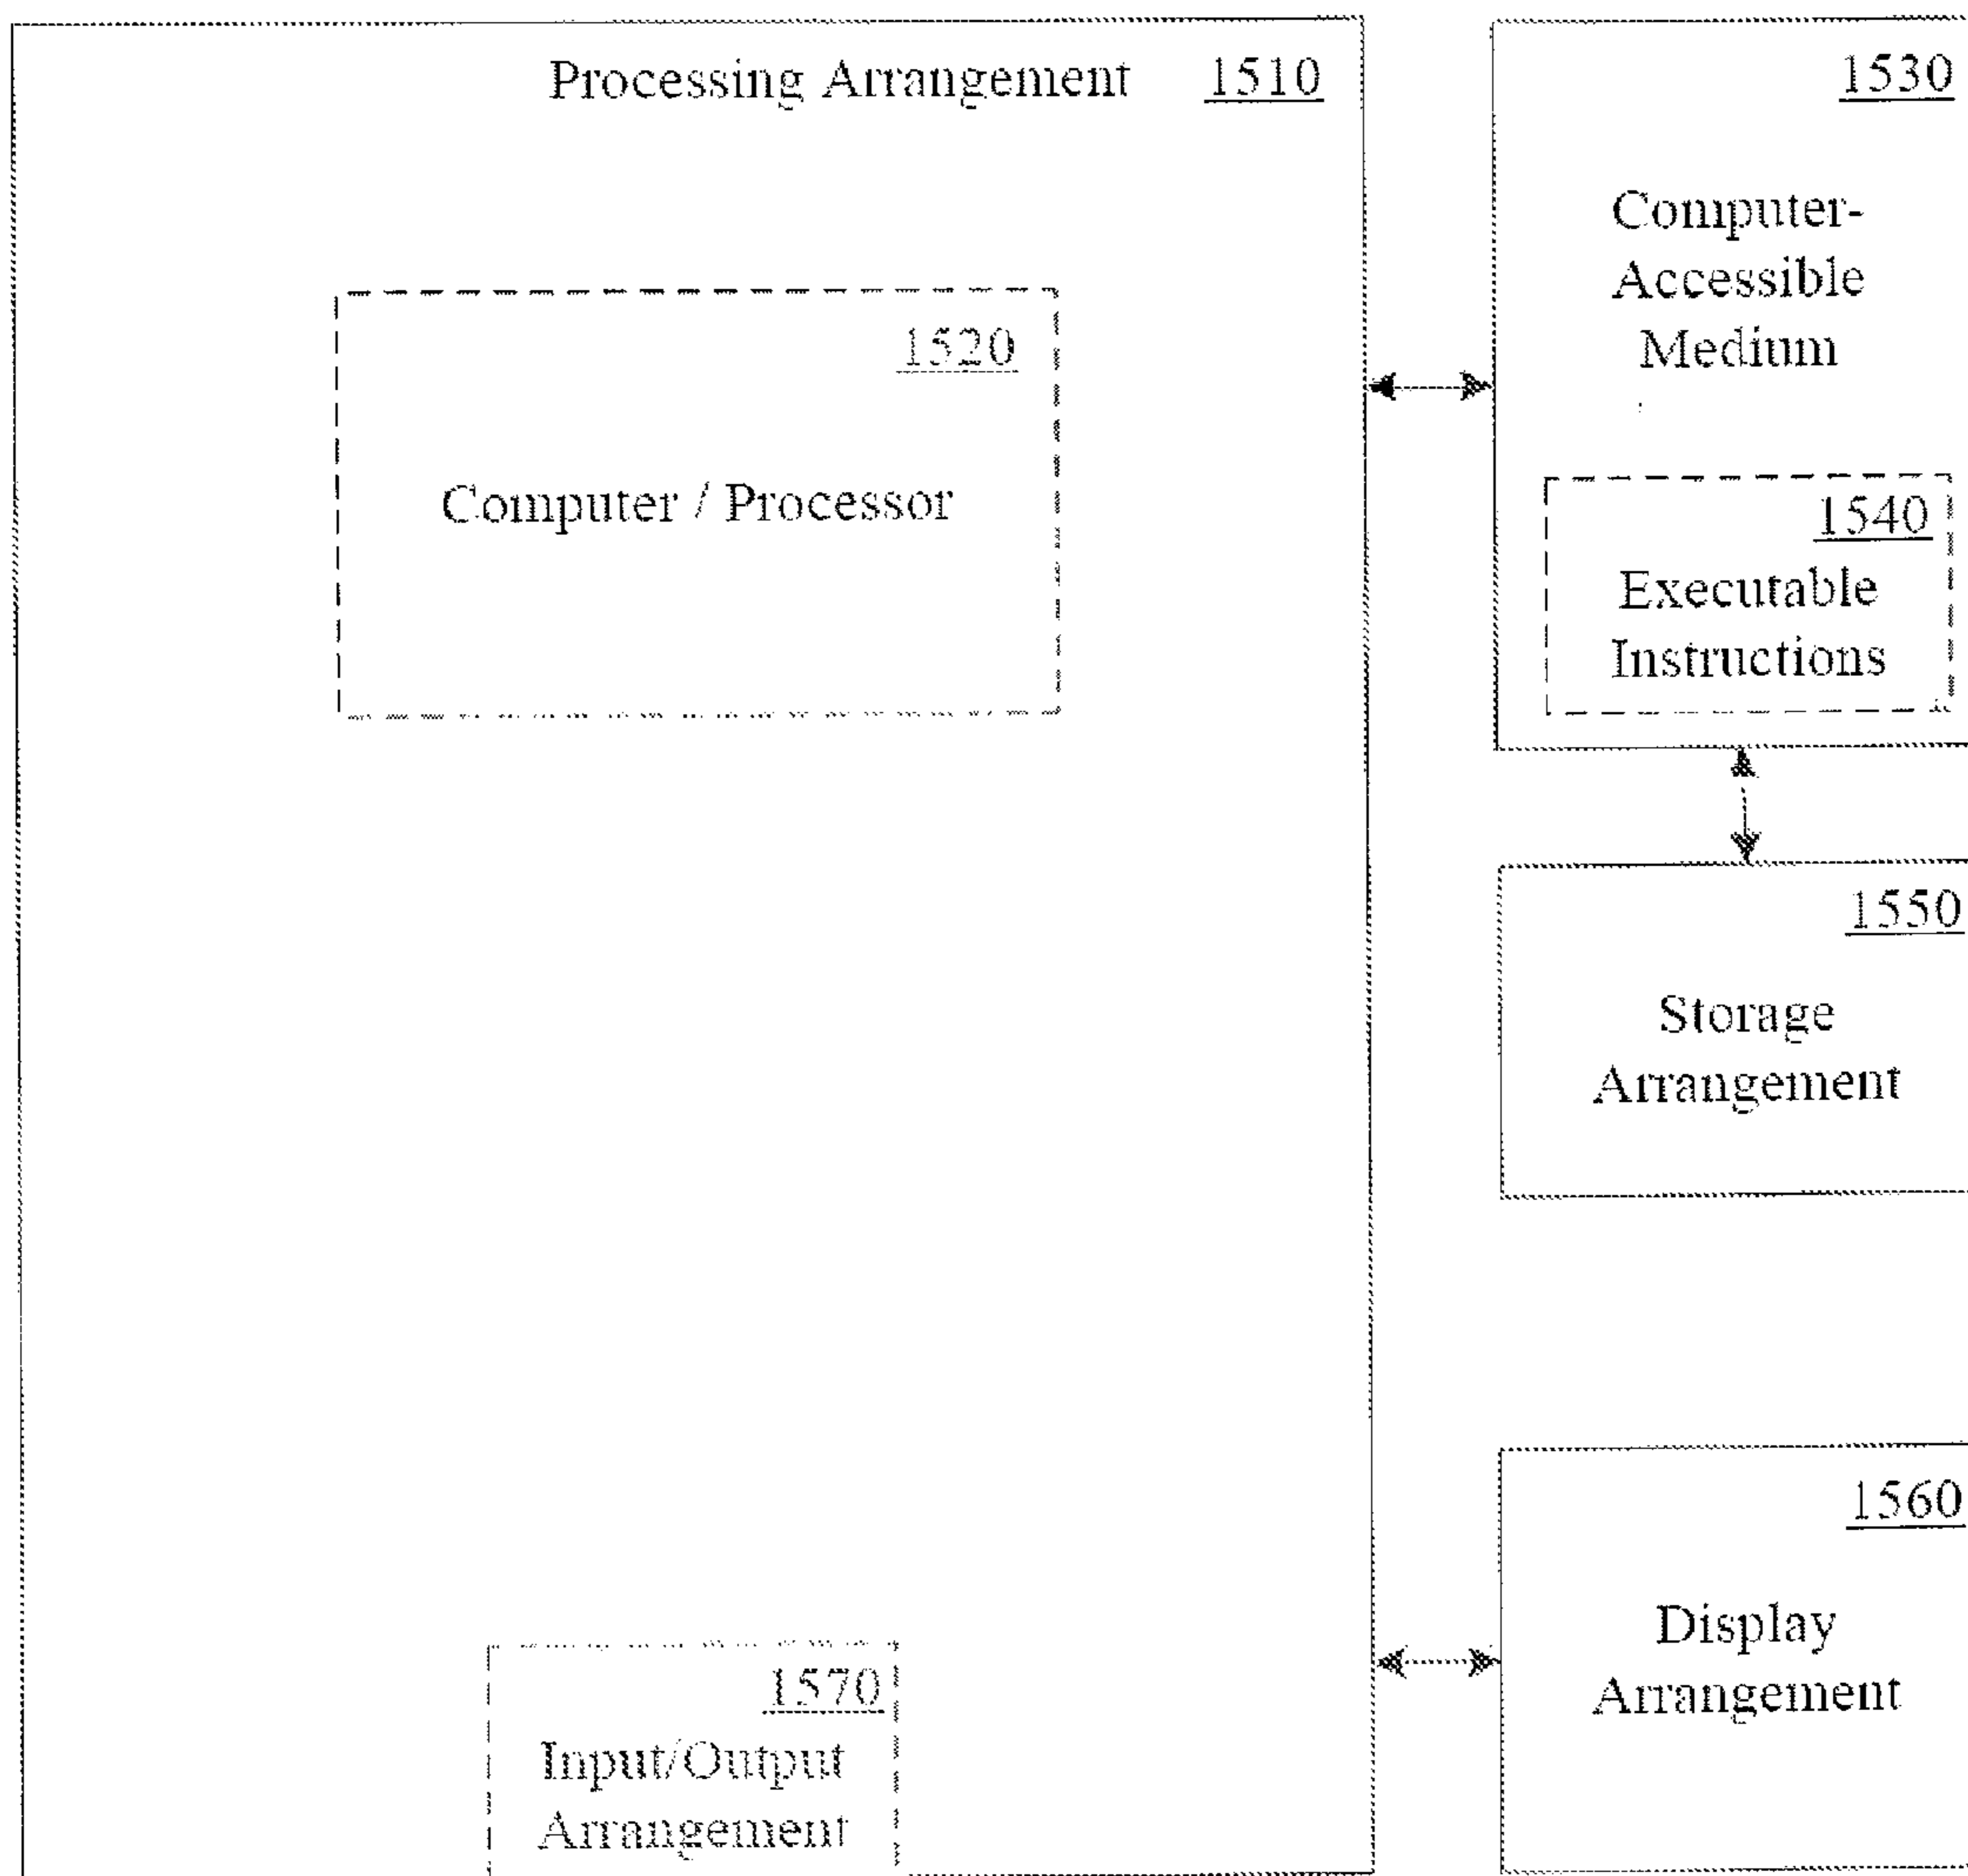 Processing Arrangement 1510
1520
Computer / Processor
1530
Computer-
Accessible
Medium
1540
Executable
Instructions
1550
Storage
Arrangement
1560
Display
Arrangement
1570
Input/Output
Arrangement